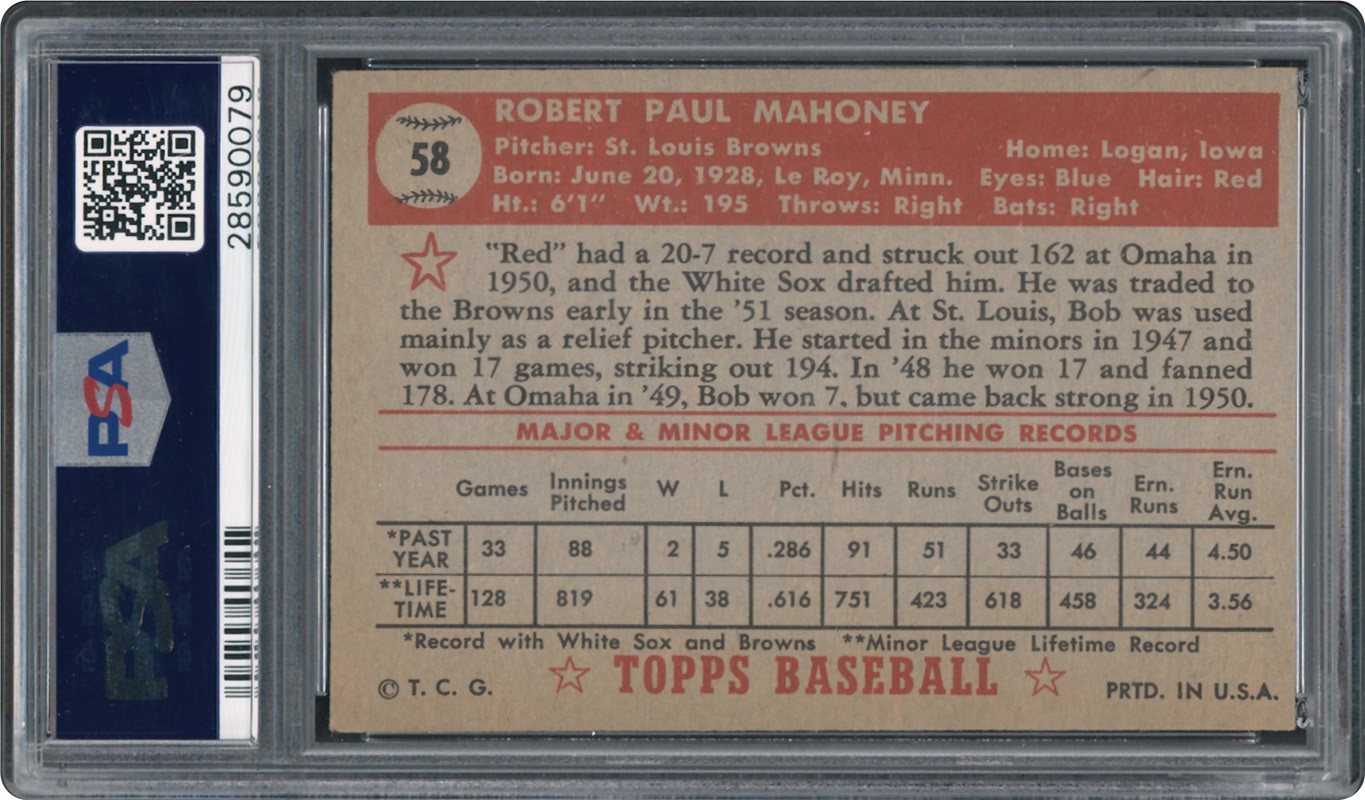 28590079
PSA
PSA
58
ROBERT PAUL MAHONEY
Pitcher: St. Louis Browns Home: Logan, Iowa
Born: June 20, 1928, Le Roy, Minn. Eyes: Blue Hair: Red
Ht.: 6'1" Wt.: 195 Throws: Right Bats: Right
"Red" had a 20-7 record and struck out 162 at Omaha in
1950, and the White Sox drafted him. He was traded to
the Browns early in the '51 season. At St. Louis, Bob was used
mainly as a relief pitcher. He started in the minors in 1947 and
won 17 games, striking out 194. In '48 he won 17 and fanned
178. At Omaha in '49, Bob won 7, but came back strong in 1950.
MAJOR & MINOR LEAGUE PITCHING RECORDS
Games Innings Pitched W L Pct. Hits Runs Strike Outs Bases on Balls Ern. Runs Ern. Run Avg.
*PAST YEAR 33 88 2 5 .286 91 51 33 46 44 4.50
**LIFE-TIME 128 819 61 38 .616 751 423 618 458 324 3.56
*Record with White Sox and Browns **Minor League Lifetime Record
TOPPS BASEBALL
© T. C. G. PRTD. IN U.S.A.